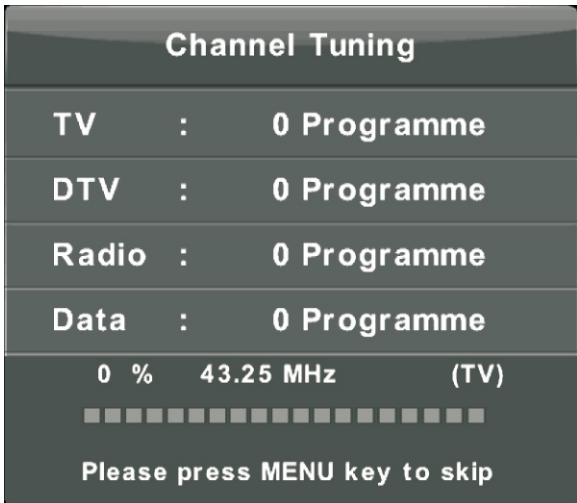 Channel Tuning
TV : 0 Programme
DTV : 0 Programme
Radio : 0 Programme
Data : 0 Programme
0 % 43.25 MHz (TV)
Please press MENU key to skip